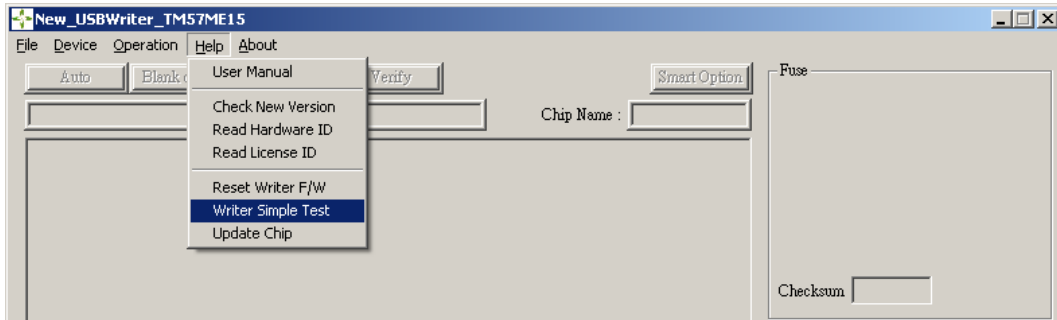 New_USBWriter_TM57ME15
File Device Operation Help About
Auto Blank Verify Smart Option
Chip Name :
User Manual
Check New Version
Read Hardware ID
Read License ID
Reset Writer F/W
Writer Simple Test
Update Chip
Fuse
Checksum